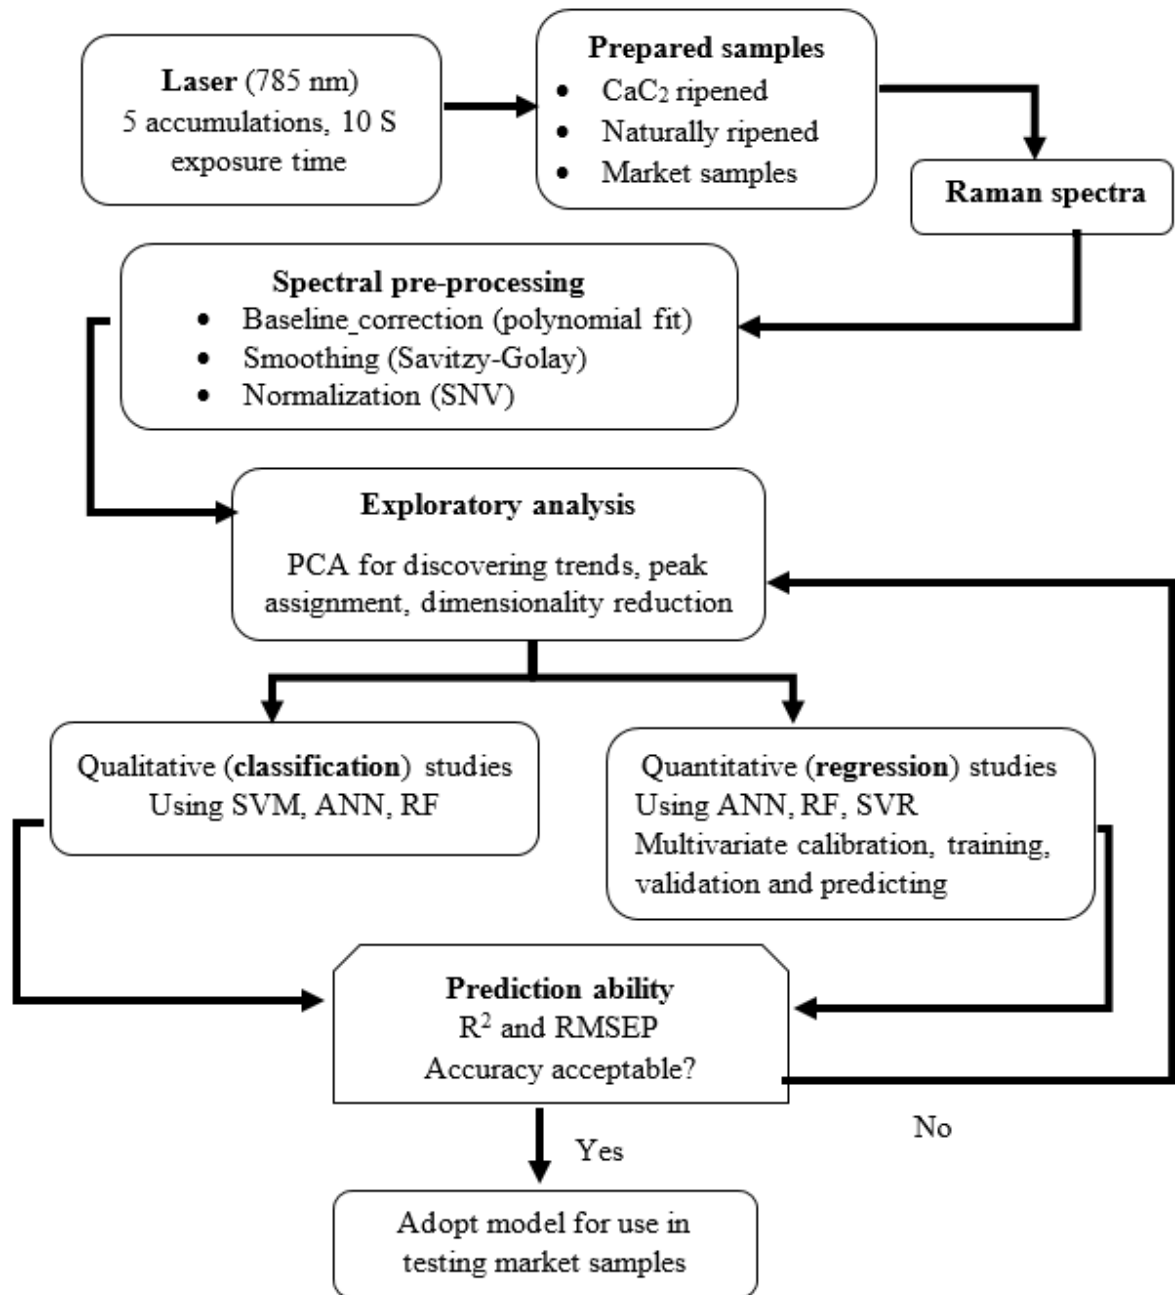 Laser (785 nm)
5 accumulations, 10 S
exposure time
Prepared samples
• CaC₂ ripened
• Naturally ripened
• Market samples
Raman spectra
Spectral pre-processing
• Baseline_correction (polynomial fit)
• Smoothing (Savitzy-Golay)
• Normalization (SNV)
Exploratory analysis
PCA for discovering trends, peak
assignment, dimensionality reduction
Qualitative (classification) studies
Using SVM, ANN, RF
Quantitative (regression) studies
Using ANN, RF, SVR
Multivariate calibration, training,
validation and predicting
Prediction ability
R² and RMSEP
Accuracy acceptable?
No
Yes
Adopt model for use in
testing market samples